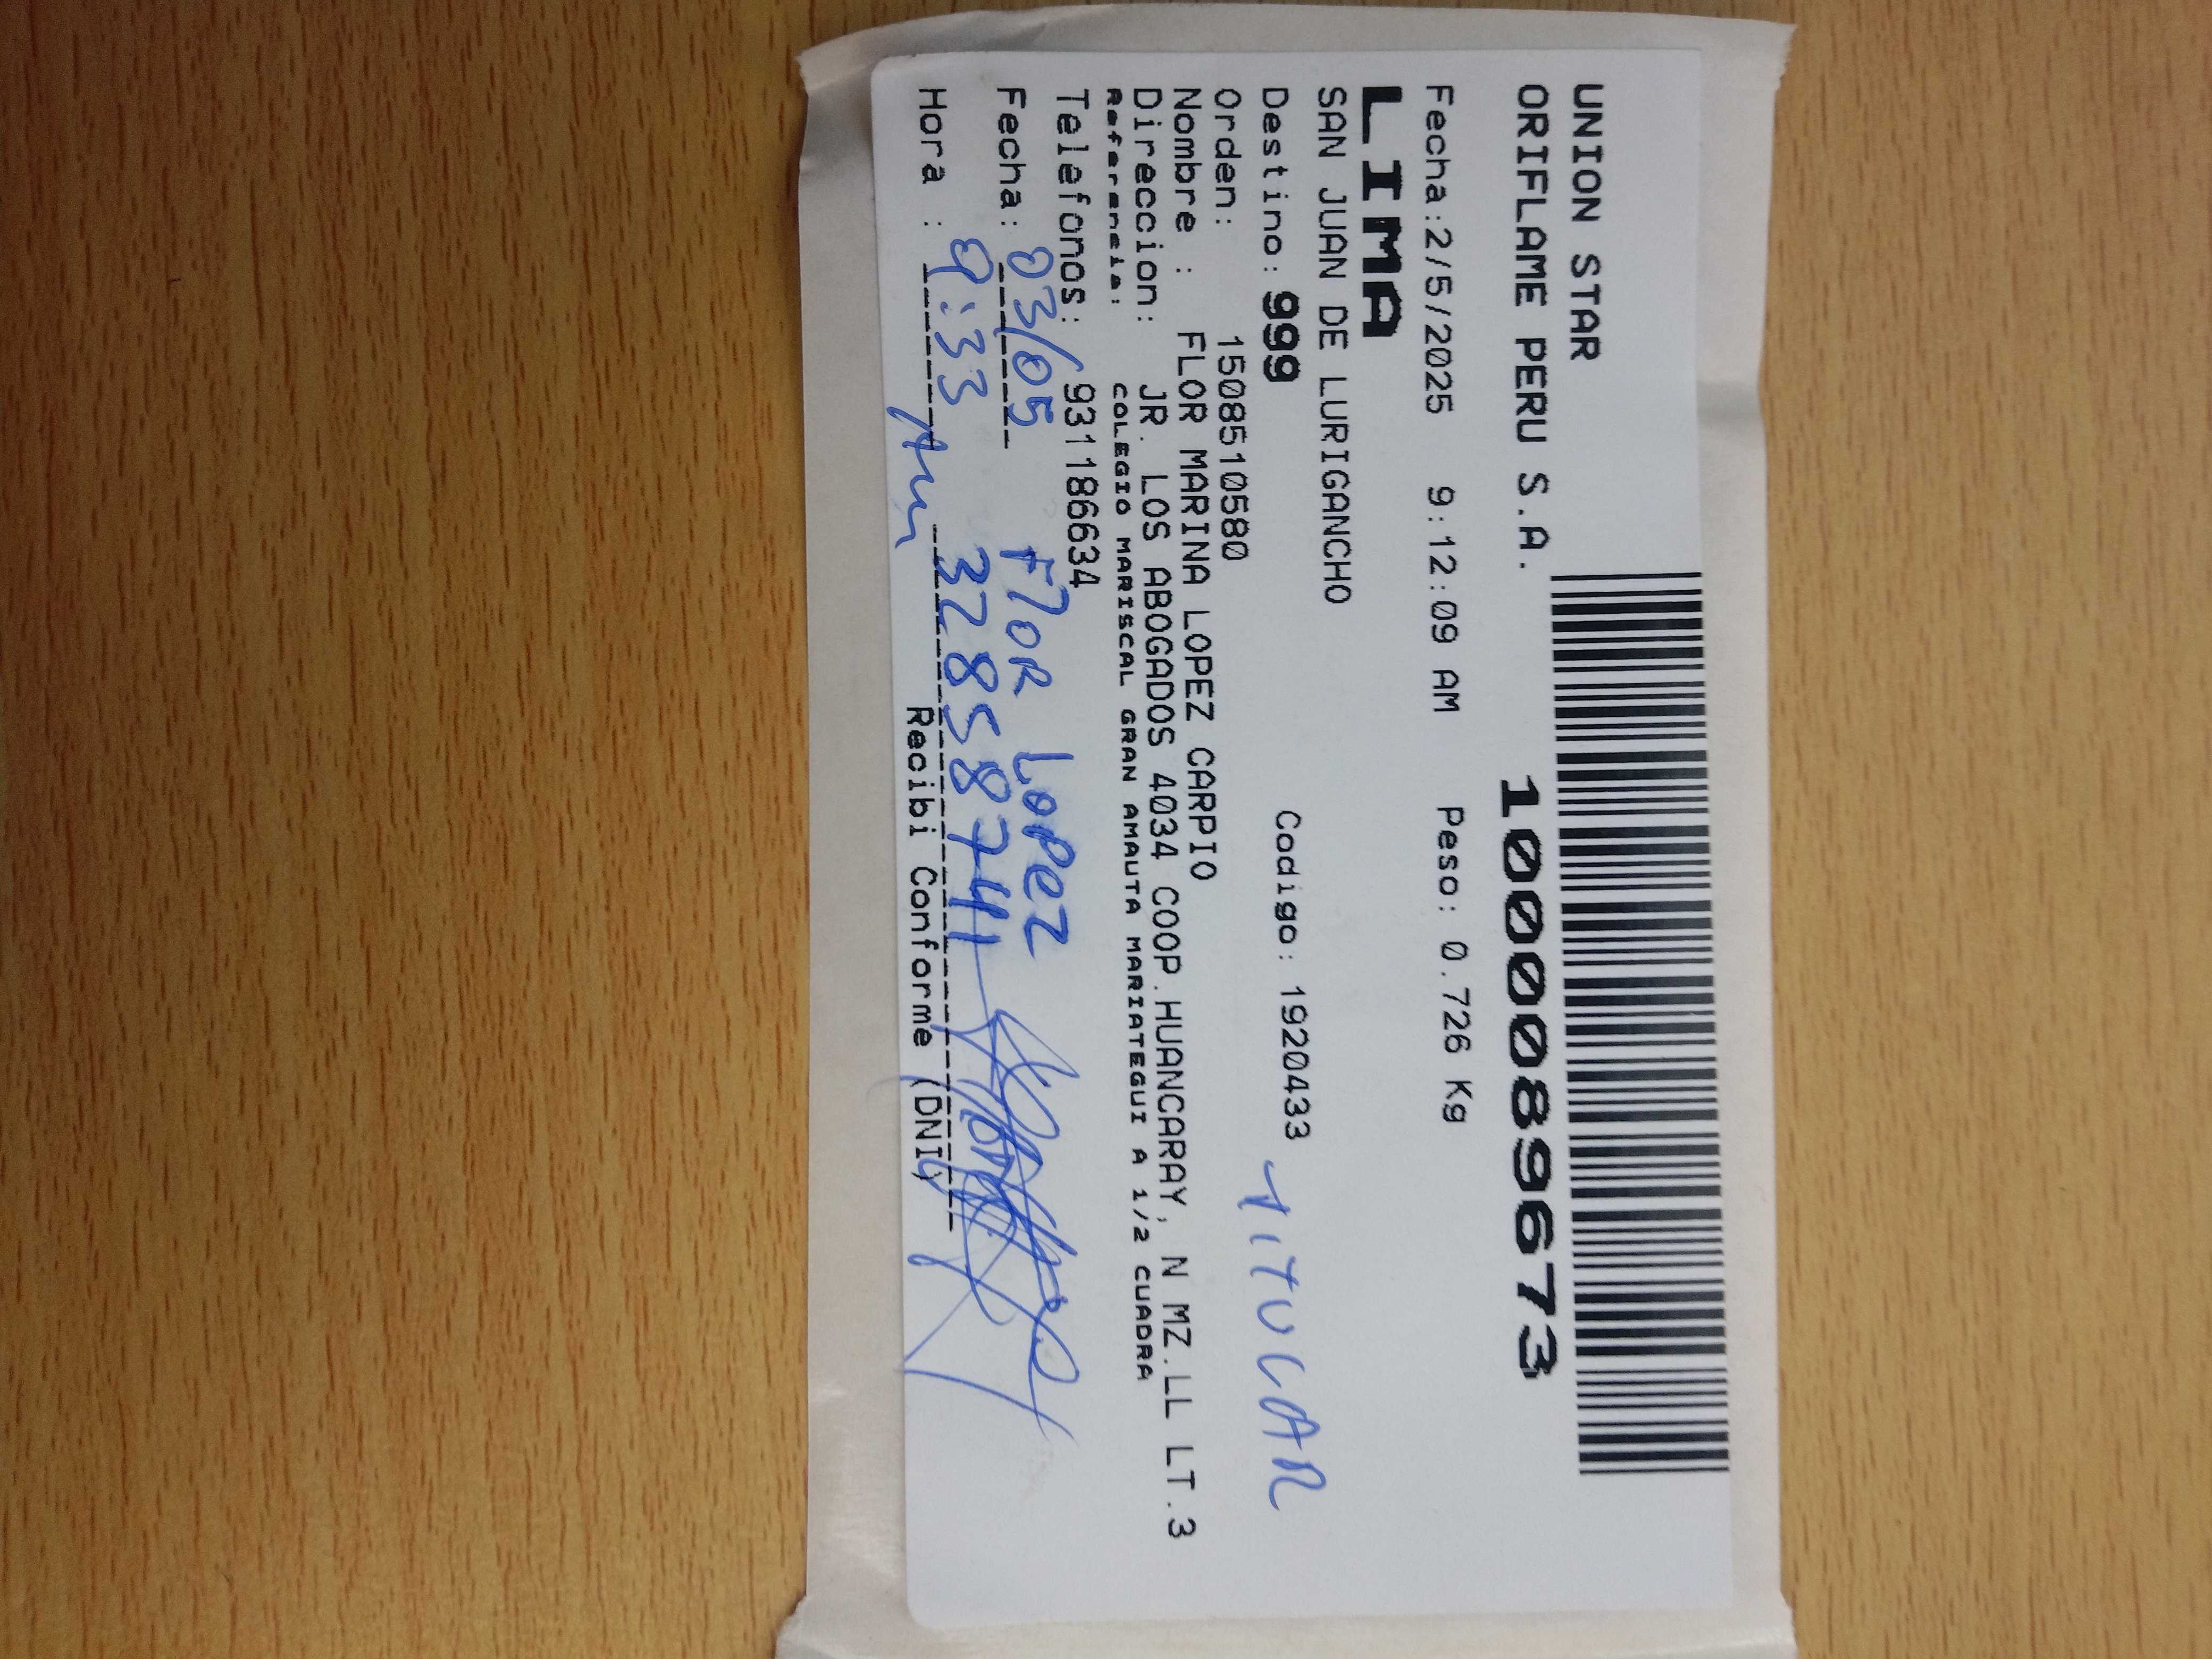 UNION STAR
ORIFLAME PERU S.A.
1000089673
Fecha:2/5/2025 9:12:09 AM Peso: 0.726 Kg
LIMA
SAN JUAN DE LURIGANCHO
Destino: 999 Codigo: 1920433 TITULAR
Orden: 1508510580
Nombre : FLOR MARINA LOPEZ CARPIO
Direccion: JR. LOS ABOGADOS 4034 COOP.HUANCARAY, N MZ.LL LT.3
Referencia: COLEGIO MARISCAL GRAN AMAUTA MARIATEGUI A 1/2 CUADRA
Telefonos: 931186634
Fecha: 03/05 Flor Lopez
Hora : 9:33 Am 32858741
Recibi Conforme (DNI)